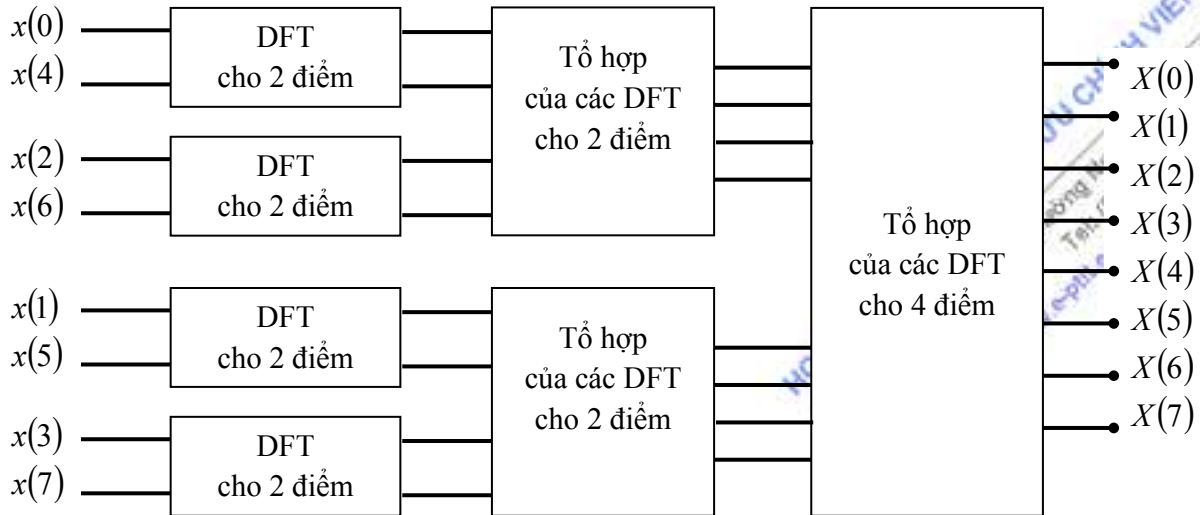 x(0)
x(4)
DFT
cho 2 điểm
x(2)
x(6)
DFT
cho 2 điểm
Tổ hợp
của các DFT
cho 2 điểm
x(1)
x(5)
DFT
cho 2 điểm
x(3)
x(7)
DFT
cho 2 điểm
Tổ hợp
của các DFT
cho 2 điểm
Tổ hợp
của các DFT
cho 4 điểm
X(0)
X(1)
X(2)
X(3)
X(4)
X(5)
X(6)
X(7)